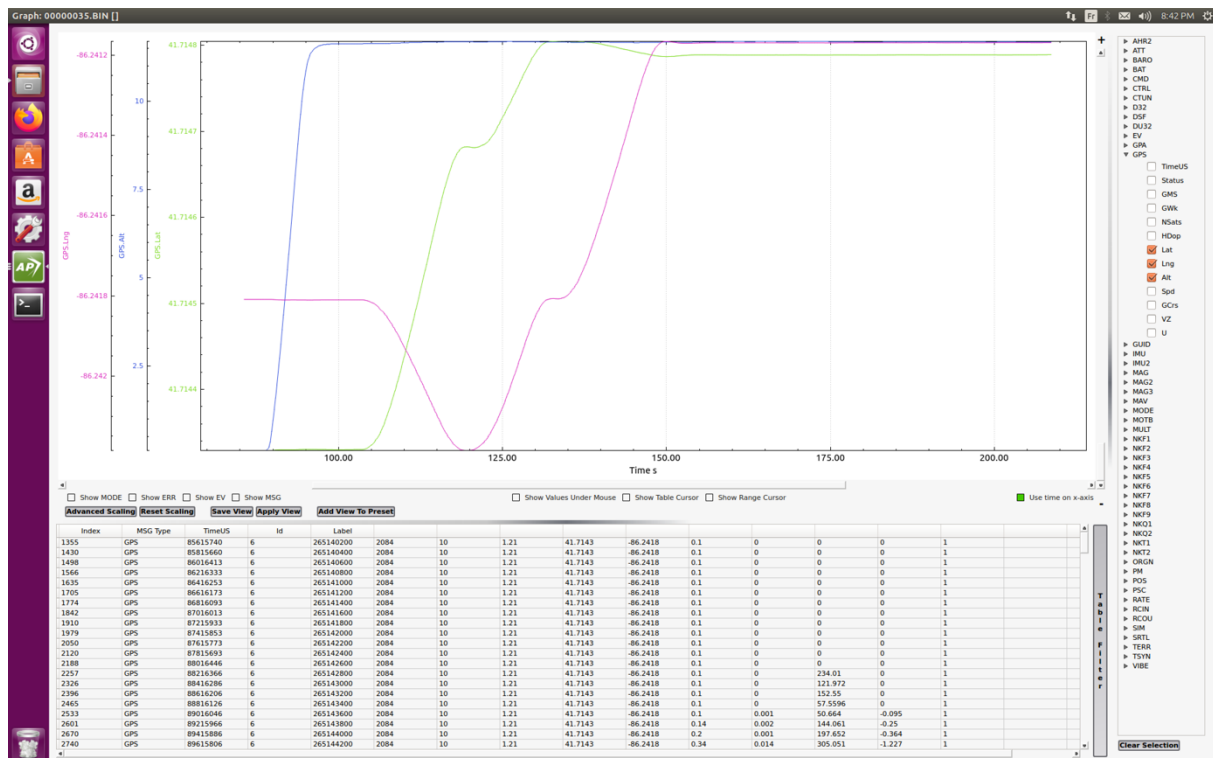 Graph: 00000035.BIN []
Fr
8:42 PM
-86.2412
-86.2414
-86.2416
-86.2418
-86.242
GPS.Lng
10
7.5
5
2.5
GPS.Alt
41.7148
41.7147
41.7146
41.7145
41.7144
GPS.Lat
100.00 125.00 150.00 175.00 200.00
Time s
+
Show MODE Show ERR Show EV Show MSG Show Values Under Mouse Show Table Cursor Show Range Cursor Use time on x-axis
Advanced Scaling Reset Scaling Save View Apply View Add View To Preset -
Index MSG Type TimeUS Id Label
1355 GPS 85615740 6 265140200 2084 10 1.21 41.7143 -86.2418 0.1 0 0 0 1
1430 GPS 85815660 6 265140400 2084 10 1.21 41.7143 -86.2418 0.1 0 0 0 1
1498 GPS 86016413 6 265140600 2084 10 1.21 41.7143 -86.2418 0.1 0 0 0 1
1566 GPS 86216333 6 265140800 2084 10 1.21 41.7143 -86.2418 0.1 0 0 0 1
1635 GPS 86416253 6 265141000 2084 10 1.21 41.7143 -86.2418 0.1 0 0 0 1
1705 GPS 86616173 6 265141200 2084 10 1.21 41.7143 -86.2418 0.1 0 0 0 1
1774 GPS 86816093 6 265141400 2084 10 1.21 41.7143 -86.2418 0.1 0 0 0 1
1842 GPS 87016013 6 265141600 2084 10 1.21 41.7143 -86.2418 0.1 0 0 0 1
1910 GPS 87215933 6 265141800 2084 10 1.21 41.7143 -86.2418 0.1 0 0 0 1
1979 GPS 87415853 6 265142000 2084 10 1.21 41.7143 -86.2418 0.1 0 0 0 1
2050 GPS 87615773 6 265142200 2084 10 1.21 41.7143 -86.2418 0.1 0 0 0 1
2120 GPS 87815693 6 265142400 2084 10 1.21 41.7143 -86.2418 0.1 0 0 0 1
2188 GPS 88016446 6 265142600 2084 10 1.21 41.7143 -86.2418 0.1 0 0 0 1
2257 GPS 88216366 6 265142800 2084 10 1.21 41.7143 -86.2418 0.1 0 234.01 0 1
2326 GPS 88416286 6 265143000 2084 10 1.21 41.7143 -86.2418 0.1 0 121.972 0 1
2396 GPS 88616206 6 265143200 2084 10 1.21 41.7143 -86.2418 0.1 0 152.55 0 1
2465 GPS 88816126 6 265143400 2084 10 1.21 41.7143 -86.2418 0.1 0 57.5596 0 1
2533 GPS 89016046 6 265143600 2084 10 1.21 41.7143 -86.2418 0.1 0.001 50.664 -0.095 1
2601 GPS 89215966 6 265143800 2084 10 1.21 41.7143 -86.2418 0.14 0.002 144.061 -0.25 1
2670 GPS 89415886 6 265144000 2084 10 1.21 41.7143 -86.2418 0.2 0.001 197.652 -0.364 1
2740 GPS 89615806 6 265144200 2084 10 1.21 41.7143 -86.2418 0.34 0.014 305.051 -1.227 1
Table Filter
AHR2
ATT
BARO
BAT
CMD
CTRL
CTUN
D32
DSF
DU32
EV
GPA
GPS
TimeUS
Status
GMS
GWk
NSats
HDop
Lat
Lng
Alt
Spd
GCrs
VZ
U
GUID
IMU
IMU2
MAG
MAG2
MAG3
MAV
MODE
MOTB
MULT
NKF1
NKF2
NKF3
NKF4
NKF5
NKF6
NKF7
NKF8
NKF9
NKQ1
NKQ2
NKT1
NKT2
ORGN
PM
POS
PSC
RATE
RCIN
RCOU
SIM
SRTL
TERR
TSYN
VIBE
Clear Selection
a
AP
>_